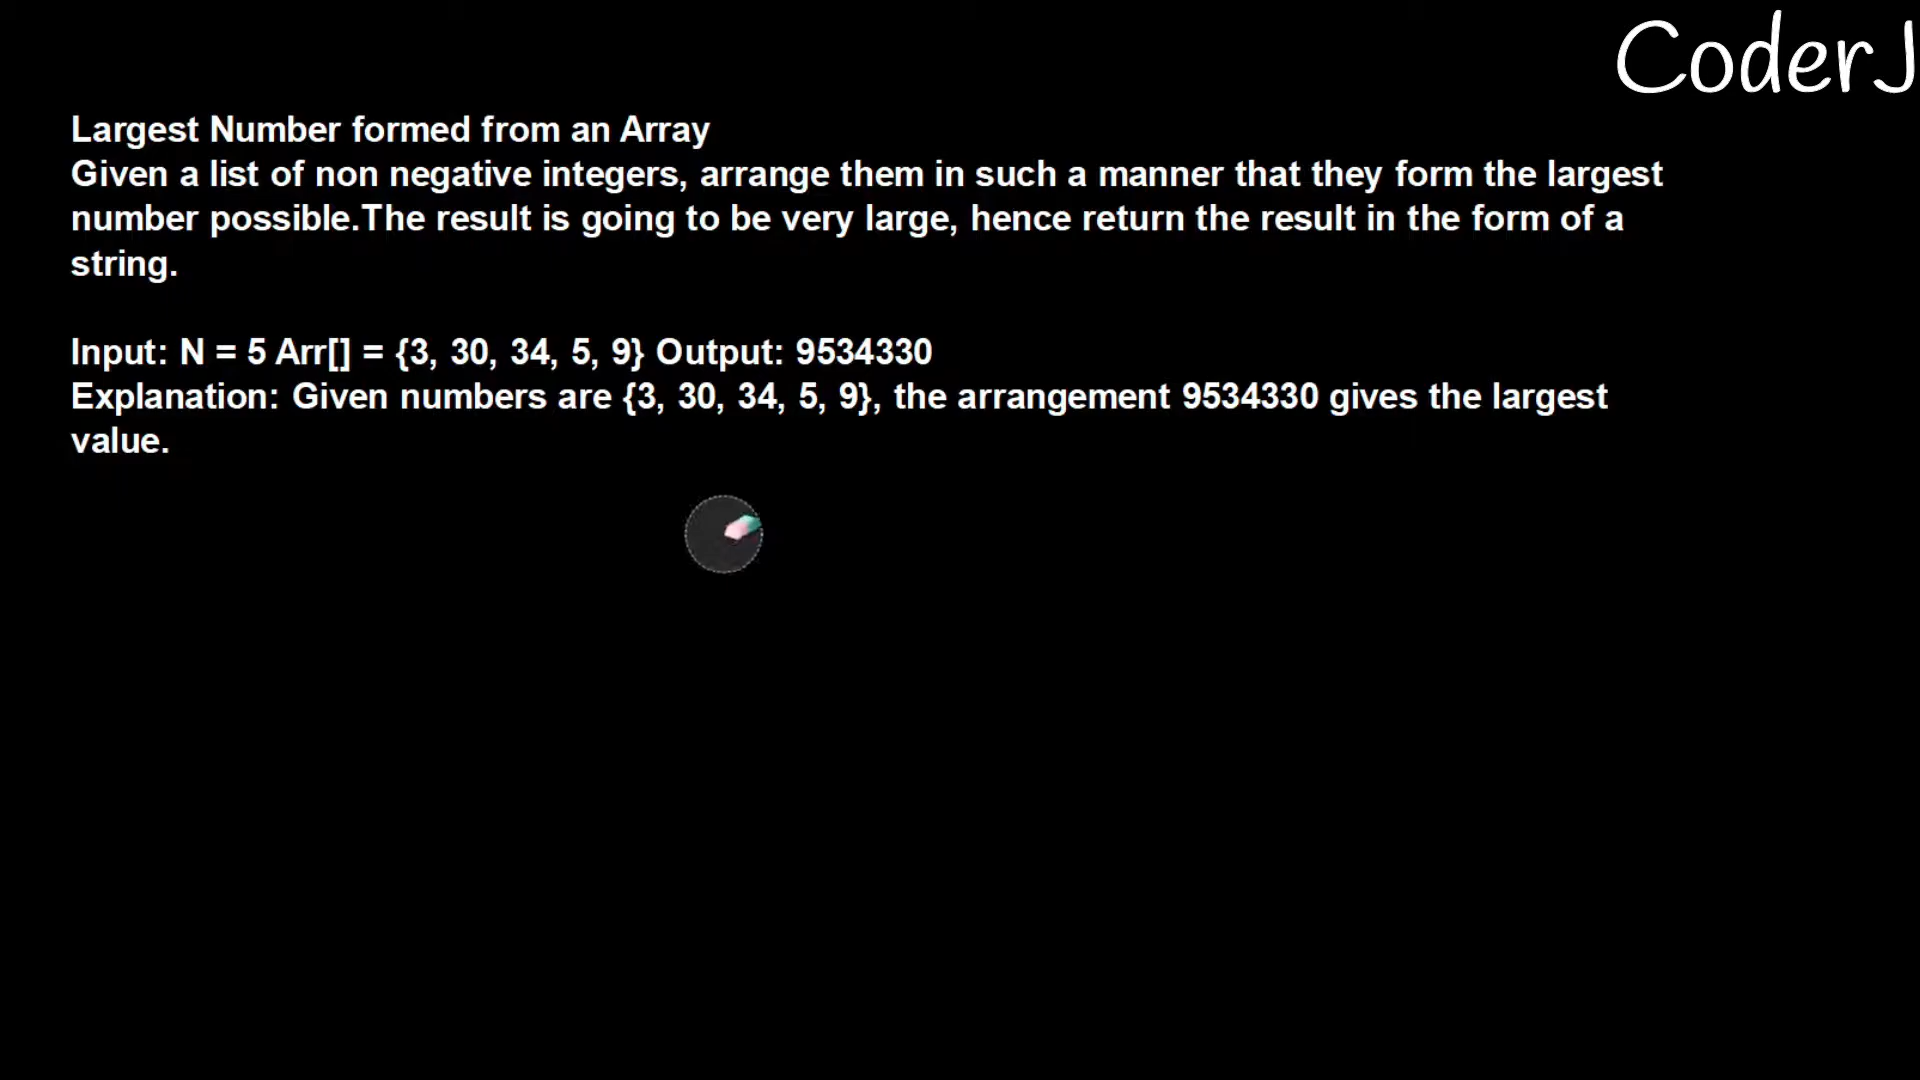 CoderJ
Largest Number formed from an Array
Given a list of non negative integers, arrange them in such a manner that they form the largest
number possible.The result is going to be very large, hence return the result in the form of a
string.
Input: N = 5 Arr[] = {3, 30, 34, 5, 9} Output: 9534330
Explanation: Given numbers are {3, 30, 34, 5, 9}, the arrangement 9534330 gives the largest
value.